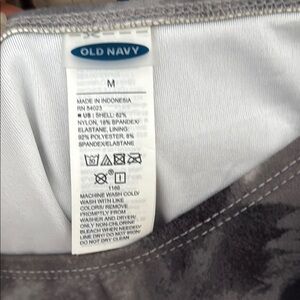 OLD NAVY
M
MADE IN INDONESIA
RN 54023
■ US : SHELL: 82%
NYLON, 18% SPANDEX/
ELASTANE, LINING:
92% POLYESTER, 8%
SPANDEX/ELASTANE
1160
MACHINE WASH COLD/
WASH WITH LIKE
COLORS/ REMOVE
PROMPTLY FROM
WASHER AND DRYER/
ONLY NON-CHLORINE
BLEACH WHEN NEEDED/
LINE DRY/ DO NOT IRON/
DO NOT DRY CLEAN